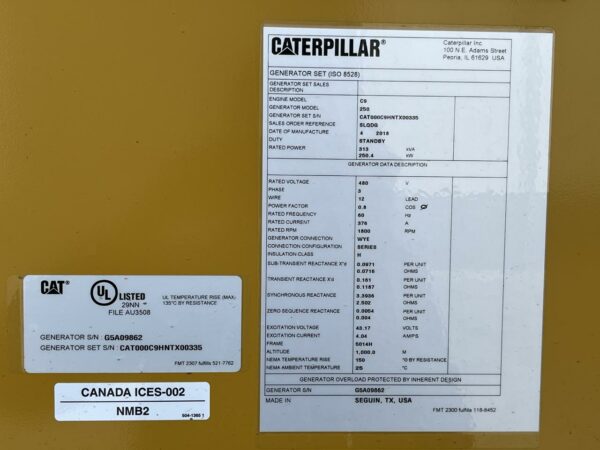 CATERPILLAR®
Caterpillar Inc.
100 N.E. Adams Street
Peoria, IL 61629 USA
GENERATOR SET (ISO 8528)
GENERATOR SET SALES
DESCRIPTION
ENGINE MODEL C9
GENERATOR MODEL 250
GENERATOR SET S/N CAT000C9HNTX00335
SALES ORDER REFERENCE SLQDG
DATE OF MANUFACTURE 4 2018
DUTY STANDBY
RATED POWER 313 kVA
250.4 kW
GENERATOR DATA DESCRIPTION
RATED VOLTAGE 480 V
PHASE 3
WIRE 12 LEAD
POWER FACTOR 0.8 COS Ø
RATED FREQUENCY 60 Hz
RATED CURRENT 376 A
RATED RPM 1800 RPM
GENERATOR CONNECTION WYE
CONNECTION CONFIGURATION SERIES
INSULATION CLASS H
SUB-TRANSIENT REACTANCE X"d 0.0971 PER UNIT
0.0716 OHMS
TRANSIENT REACTANCE X'd 0.161 PER UNIT
0.1187 OHMS
SYNCHRONOUS REACTANCE 3.3936 PER UNIT
2.502 OHMS
ZERO SEQUENCE REACTANCE 0.0054 PER UNIT
0.004 OHMS
EXCITATION VOLTAGE 40.17 VOLTS
EXCITATION CURRENT 4.04 AMPS
FRAME 5014H
ALTITUDE 1,000.0 M
NEMA TEMPERATURE RISE 150 °C BY RESISTANCE
NEMA AMBIENT TEMPERATURE 25 °C
GENERATOR OVERLOAD PROTECTED BY INHERENT DESIGN
GENERATOR S/N G5A09862
MADE IN SEGUIN, TX, USA
FMT 2300 fulfills 118-8452
CAT®
UL LISTED
29NN
FILE AU3508
UL TEMPERATURE RISE (MAX)
135°C BY RESISTANCE
GENERATOR S/N : G5A09862
GENERATOR SET S/N : CAT000C9HNTX00335
FMT 2307 fulfills 521-7762
CANADA ICES-002
NMB2